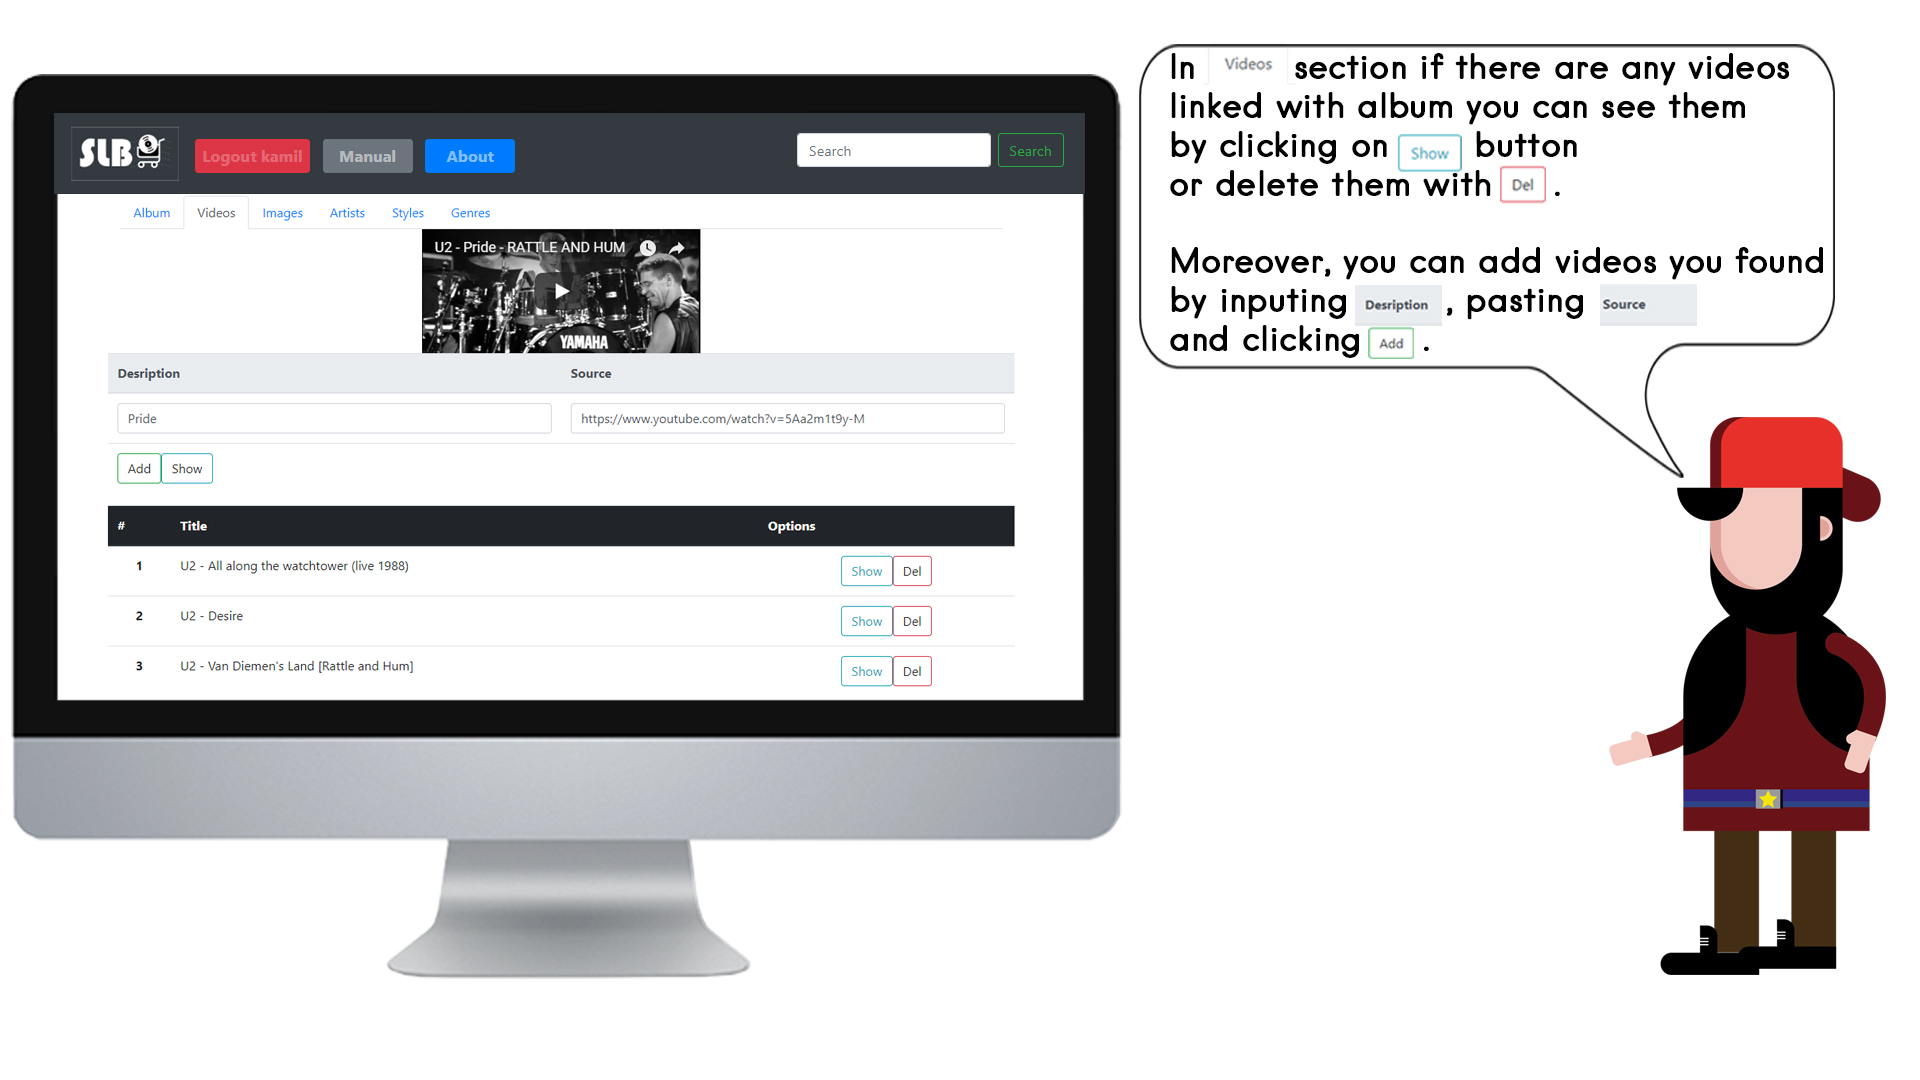 SLB
Logout kamil
Manual
About
Search
Search
Album
Videos
Images
Artists
Styles
Genres
U2 - Pride - RATTLE AND HUM
YAMAHA
Desription
Source
Pride
https://www.youtube.com/watch?v=5Aa2m1t9y-M
Add
Show
# Title Options
1 U2 - All along the watchtower (live 1988) Show Del
2 U2 - Desire Show Del
3 U2 - Van Diemen's Land [Rattle and Hum] Show Del
In Videos section if there are any videos
linked with album you can see them
by clicking on Show button
or delete them with Del .
Moreover, you can add videos you found
by inputing Desription , pasting Source
and clicking Add .